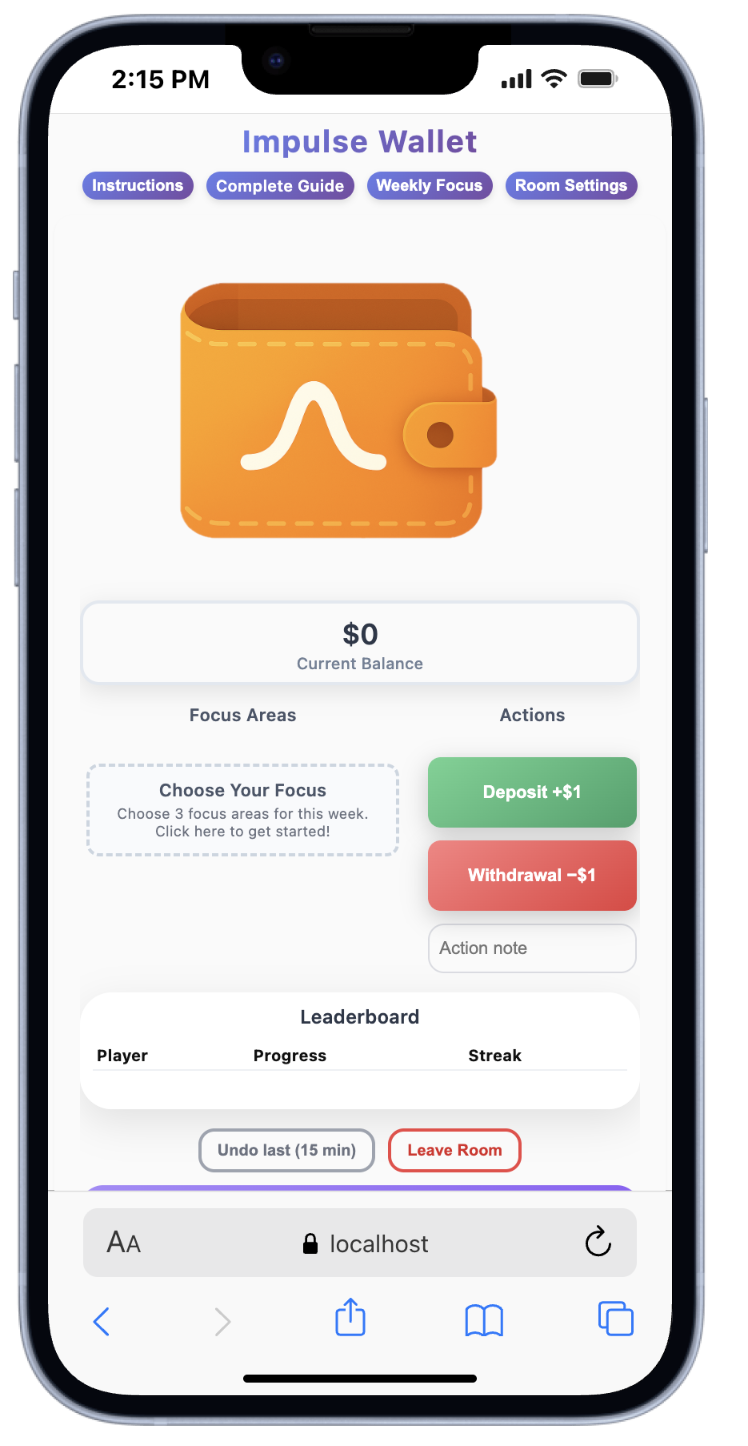 2:15 PM
Impulse Wallet
Instructions
Complete Guide
Weekly Focus
Room Settings
$0
Current Balance
Focus Areas
Actions
Choose Your Focus
Choose 3 focus areas for this week.
Click here to get started!
Deposit +$1
Withdrawal −$1
Action note
Leaderboard
Player Progress Streak
Undo last (15 min)
Leave Room
AA
localhost